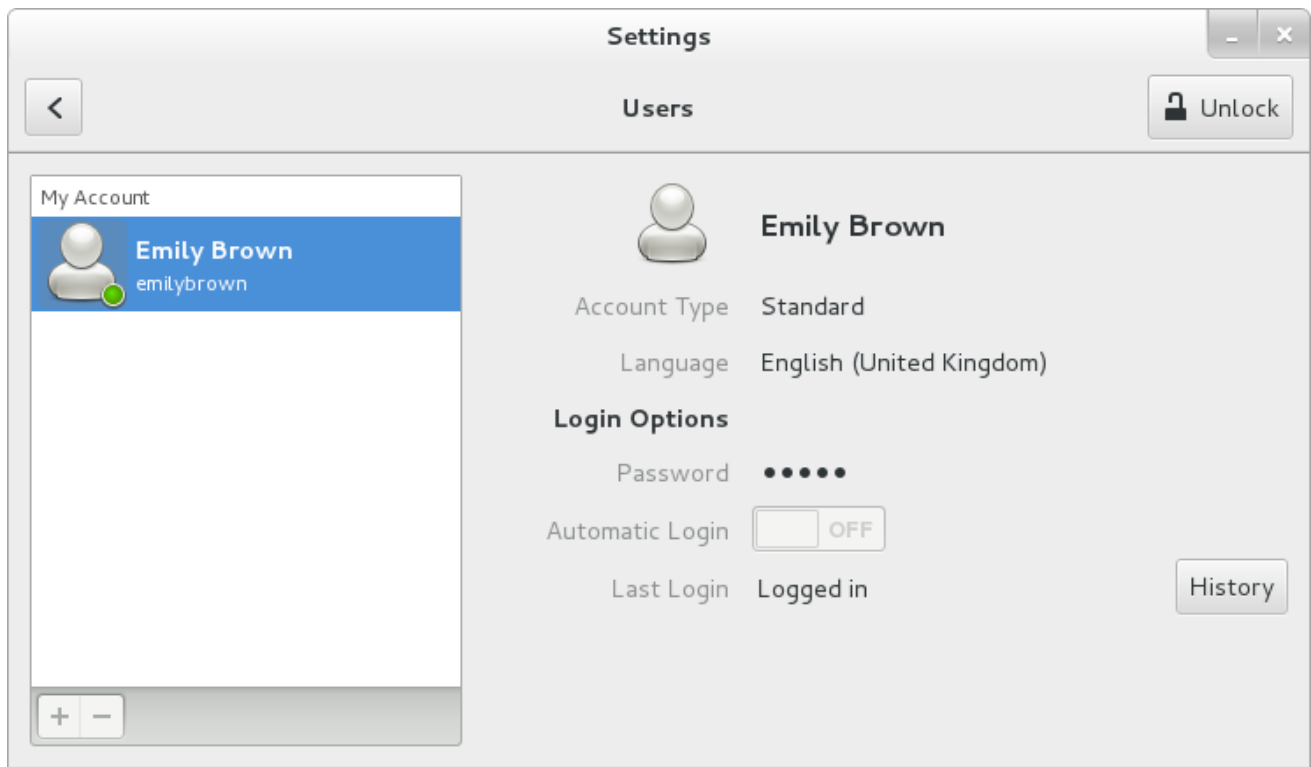 Settings
Users
Unlock
My Account
Emily Brown
emilybrown
Emily Brown
Account Type Standard
Language English (United Kingdom)
Login Options
Password •••••
Automatic Login OFF
Last Login Logged in
History